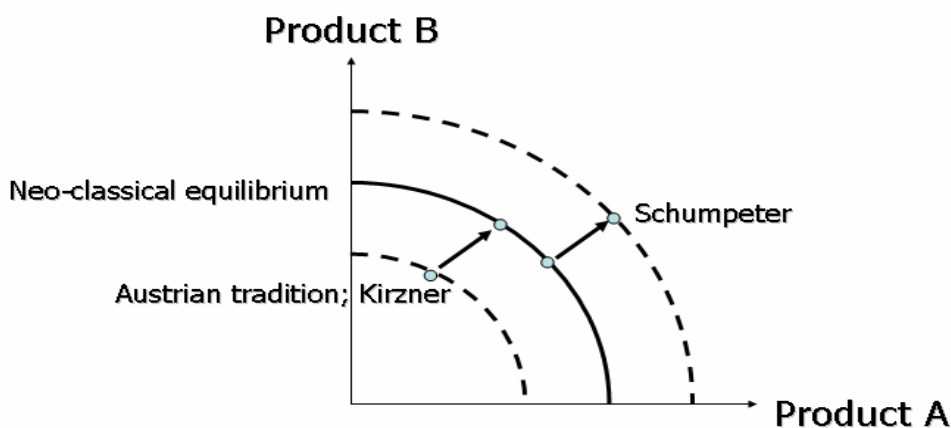 Product B
Neo-classical equilibrium
Schumpeter
Austrian tradition; Kirzner
Product A